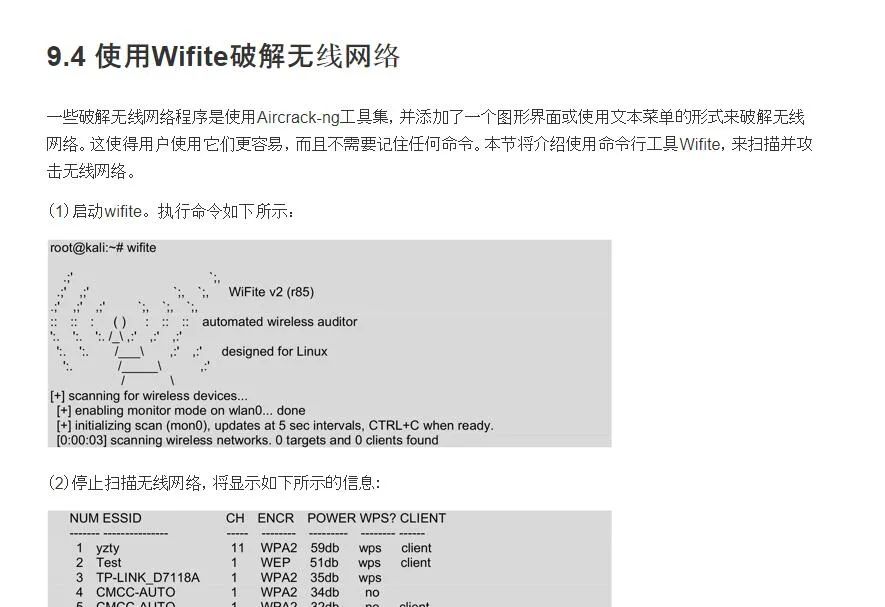 9.4 使用Wifite破解无线网络
一些破解无线网络程序是使用Aircrack-ng工具集，并添加了一个图形界面或使用文本菜单的形式来破解无线
网络。这使得用户使用它们更容易，而且不需要记住任何命令。本节将介绍使用命令行工具Wifite，来扫描并攻
击无线网络。
（1）启动wifite。执行命令如下所示：
root@kali:~# wifite
WiFite v2 (r85)
automated wireless auditor
designed for Linux
[+] scanning for wireless devices...
[+] enabling monitor mode on wlan0... done
[+] initializing scan (mon0), updates at 5 sec intervals, CTRL+C when ready.
[0:00:03] scanning wireless networks. 0 targets and 0 clients found
（2）停止扫描无线网络，将显示如下所示的信息：
NUM ESSID CH ENCR POWER WPS? CLIENT
------- --------------- ----- -------- --------- -------- ------
1 yzty 11 WPA2 59db wps client
2 Test 1 WEP 51db wps client
3 TP-LINK_D7118A 1 WPA2 35db wps
4 CMCC-AUTO 1 WPA2 34db no
5 CMCC-AUTO 1 WPA2 32db no client